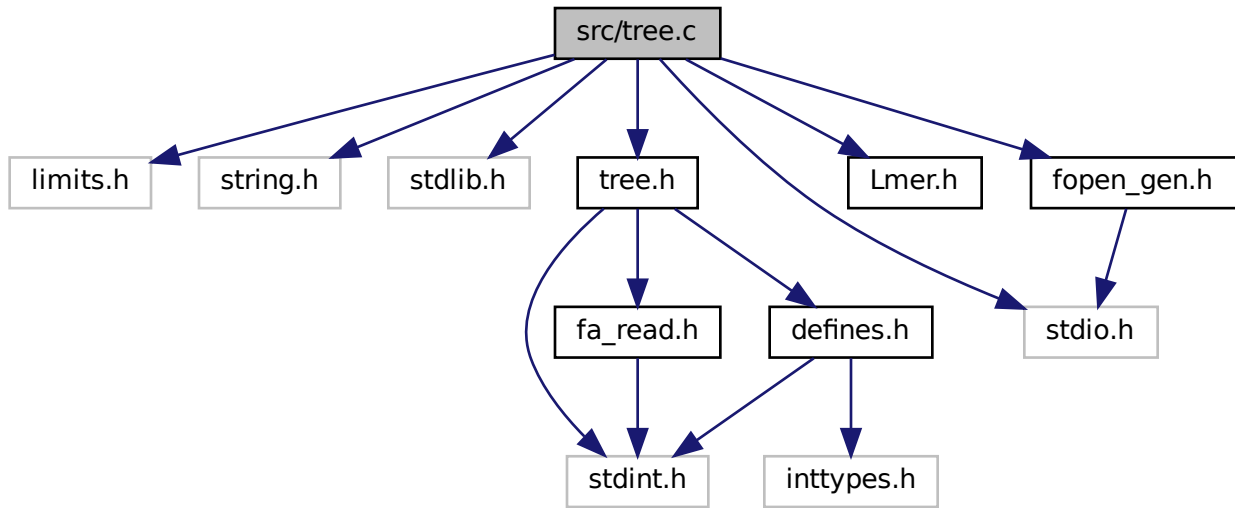 src/tree.c
limits.h
string.h
stdlib.h
tree.h
Lmer.h
fopen_gen.h
fa_read.h
defines.h
stdio.h
stdint.h
inttypes.h